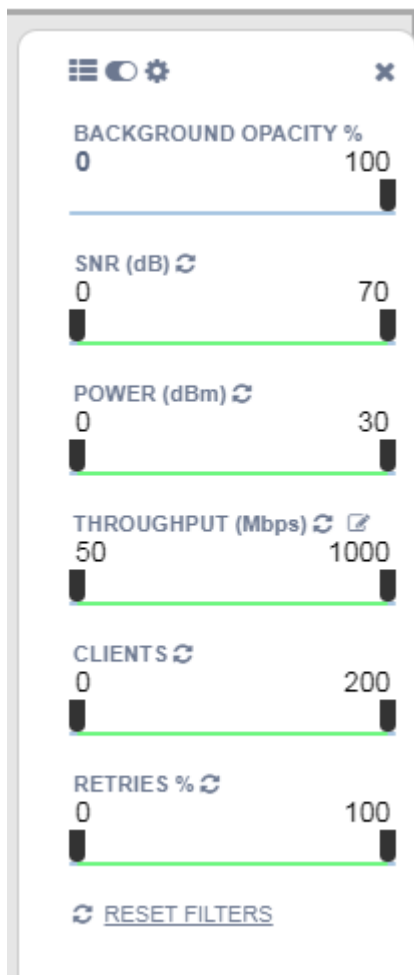 BACKGROUND OPACITY %
0 100
SNR (dB)
0 70
POWER (dBm)
0 30
THROUGHPUT (Mbps)
50 1000
CLIENTS
0 200
RETRIES %
0 100
RESET FILTERS